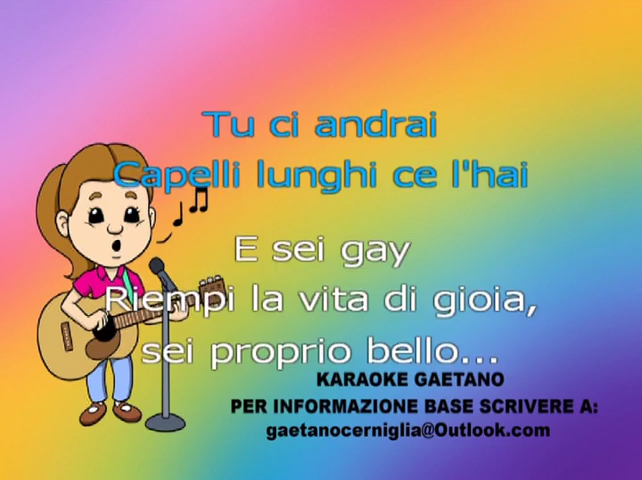 Tu ci andrai
Capelli lunghi ce l'hai
E sei gay
Riempi la vita di gioia,
sei proprio bello...
KARAOKE GAETANO
PER INFORMAZIONE BASE SCRIVERE A:
gaetanocerniglia@Outlook.com